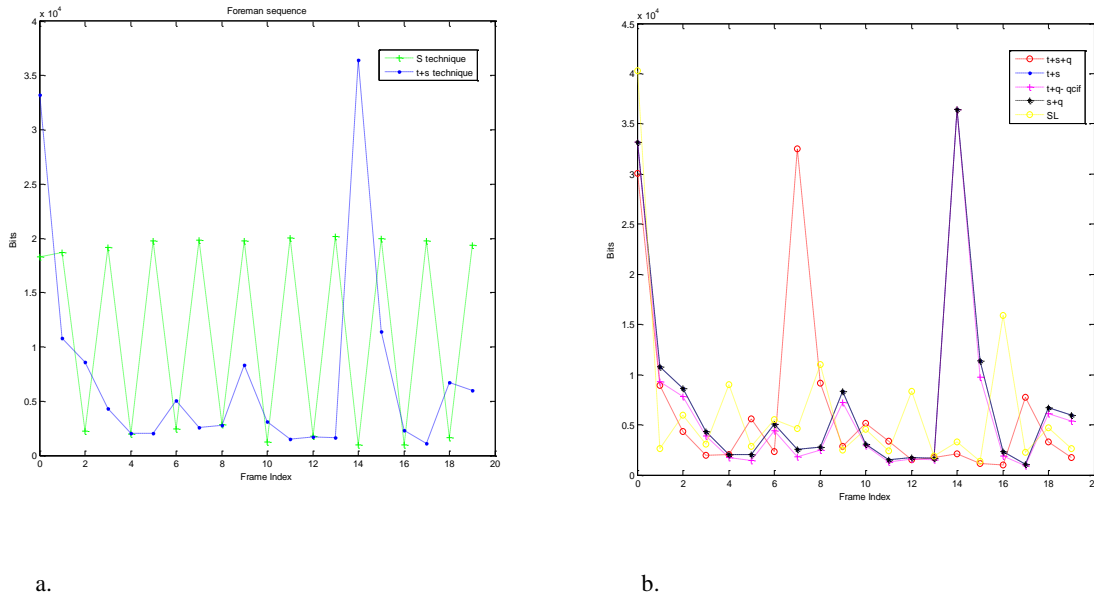 Foreman sequence
x 10^4
4
3.5
3
2.5
2
1.5
1
0.5
0
Bits
S technique
t+s technique
0 2 4 6 8 10 12 14 16 18 20
Frame Index
a.
x 10^4
4.5
4
3.5
3
2.5
2
1.5
1
0.5
0
Bits
t+s+q
t+s
t+q- qcif
s+q
SL
0 2 4 6 8 10 12 14 16 18
Frame Index
b.